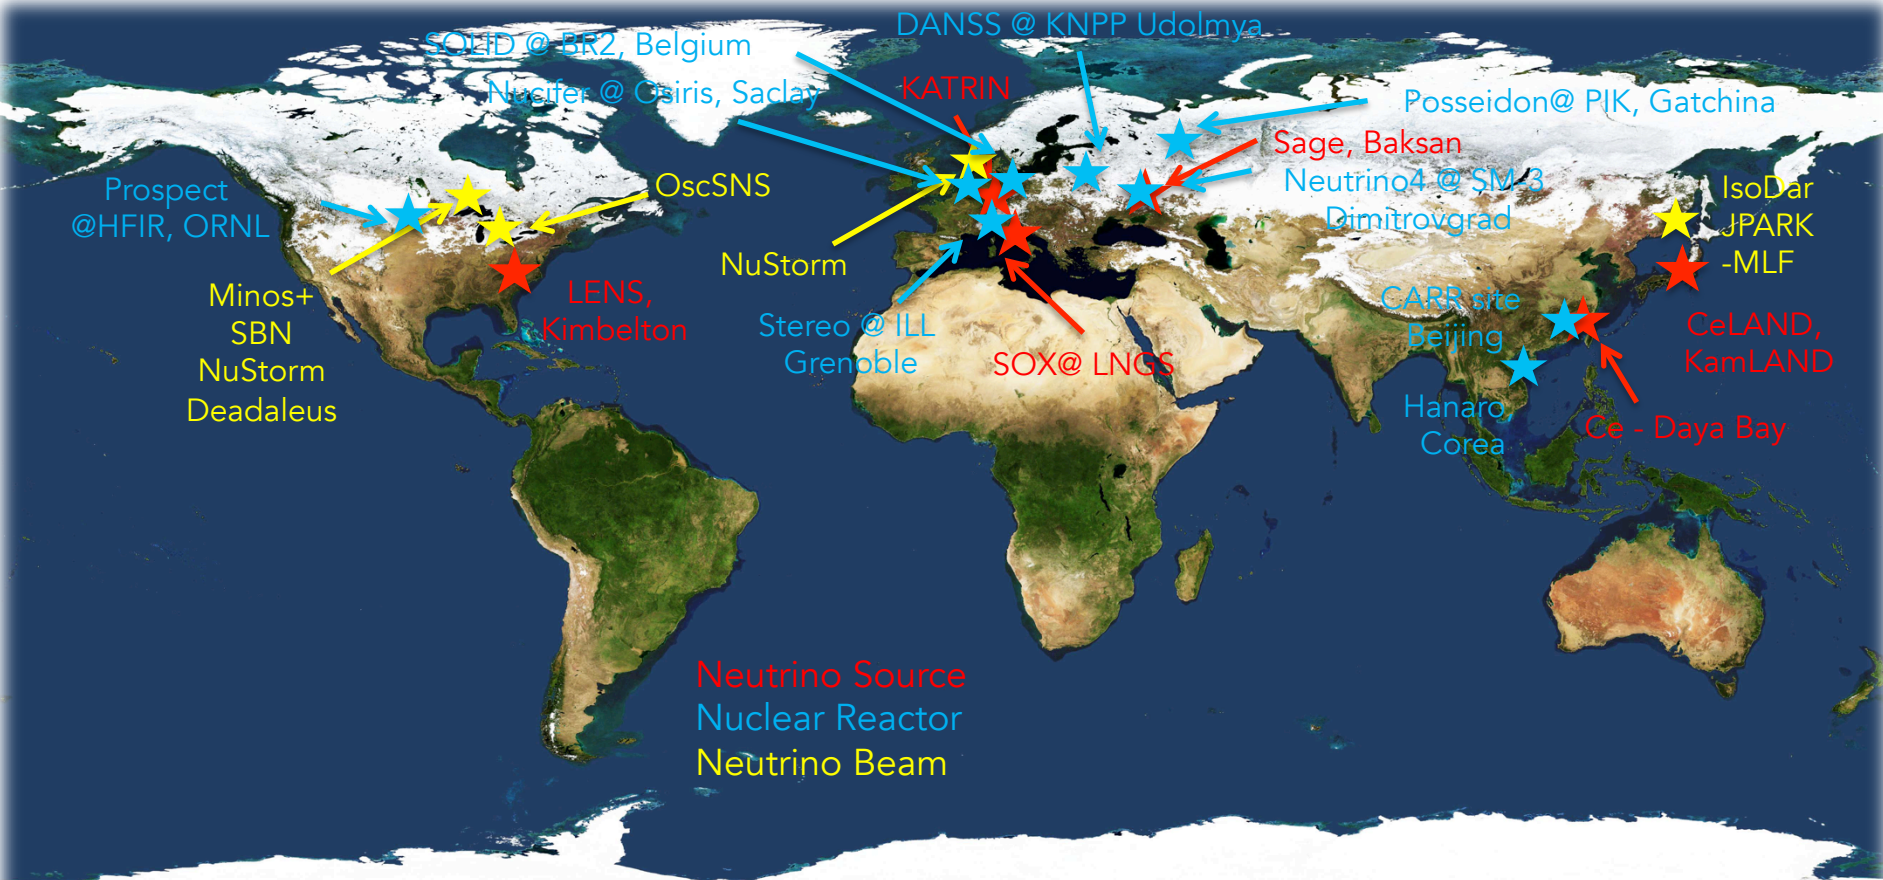 DANSS @ KNPP Udolmya
SOLID @ BR2, Belgium
Nucifer @ Osiris, Saclay
KATRIN
Posseidon@ PIK, Gatchina
Sage, Baksan
Neutrino4 @ SM-3
Dimitrovgrad
Prospect
@HFIR, ORNL
OscSNS
IsoDar
JPARK
-MLF
NuStorm
Minos+
SBN
NuStorm
Deadaleus
LENS,
Kimbelton
Stereo @ ILL
Grenoble
SOX@ LNGS
CARR site
Beijing
CeLAND,
KamLAND
Hanaro,
Corea
Ce - Daya Bay
Neutrino Source
Nuclear Reactor
Neutrino Beam